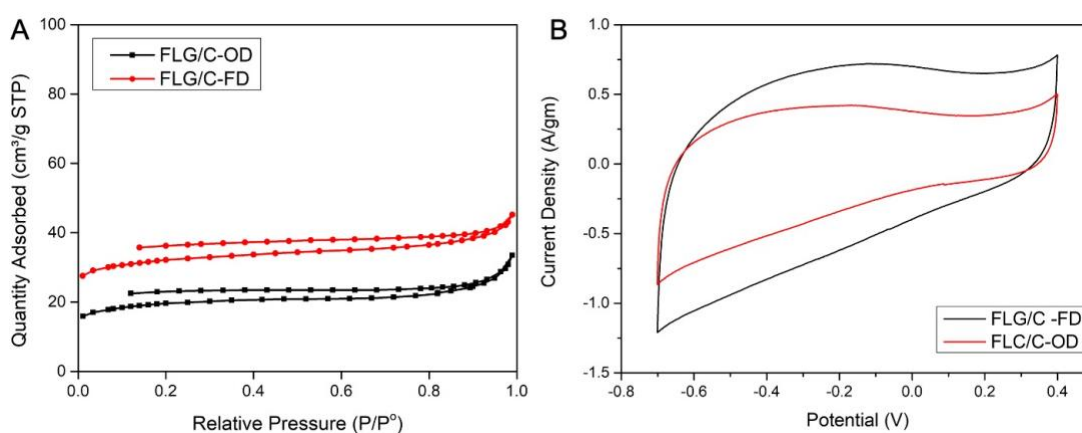 A
FLG/C-OD
FLG/C-FD
Quantity Adsorbed (cm³/g STP)
100
80
60
40
20
0
0.0
0.2
0.4
0.6
0.8
1.0
Relative Pressure (P/P°)
B
Current Density (A/gm)
1.0
0.5
0.0
-0.5
-1.0
-1.5
FLG/C -FD
FLC/C-OD
-0.8
-0.6
-0.4
-0.2
0.0
0.2
0.4
Potential (V)